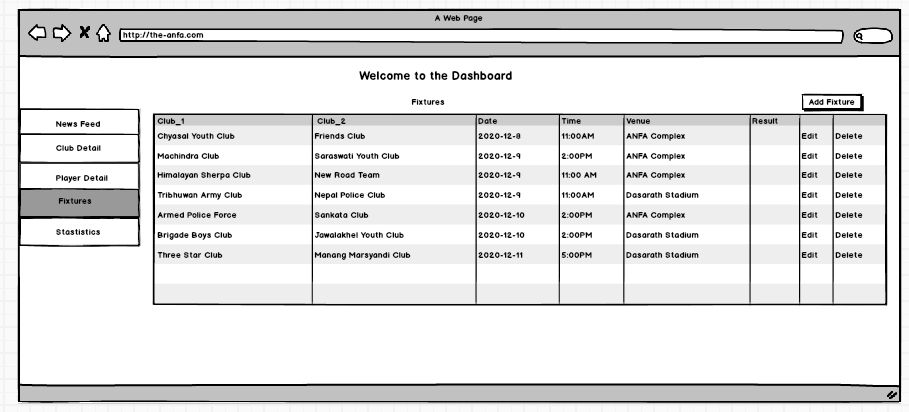 A Web Page
http://the-anfa.com
Welcome to the Dashboard
Fixtures
Add Fixture
News Feed
Club Detail
Player Detail
Fixtures
Stastistics
Club_1 Club_2 Date Time Venue Result
Chyasal Youth Club Friends Club 2020-12-8 11:00AM ANFA Complex Edit Delete
Machindra Club Saraswati Youth Club 2020-12-9 2:00PM ANFA Complex Edit Delete
Himalayan Sherpa Club New Road Team 2020-12-9 11:00 AM ANFA Complex Edit Delete
Tribhuwan Army Club Nepal Police Club 2020-12-9 11:00AM Dasarath Stadium Edit Delete
Armed Police Force Sankata Club 2020-12-10 2:00PM ANFA Complex Edit Delete
Brigade Boys Club Jawalakhel Youth Club 2020-12-10 2:00PM Dasarath Stadium Edit Delete
Three Star Club Manang Marsyandi Club 2020-12-11 5:00PM Dasarath Stadium Edit Delete